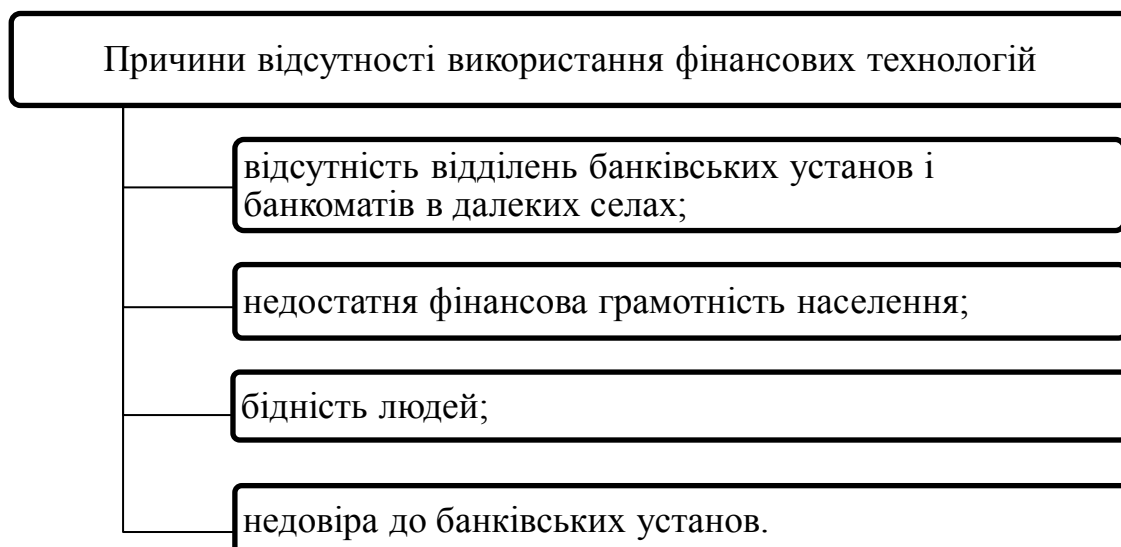 Причини відсутності використання фінансових технологій
відсутність відділень банківських установ і
банкоматів в далеких селах;
недостатня фінансова грамотність населення;
бідність людей;
недовіра до банківських установ.